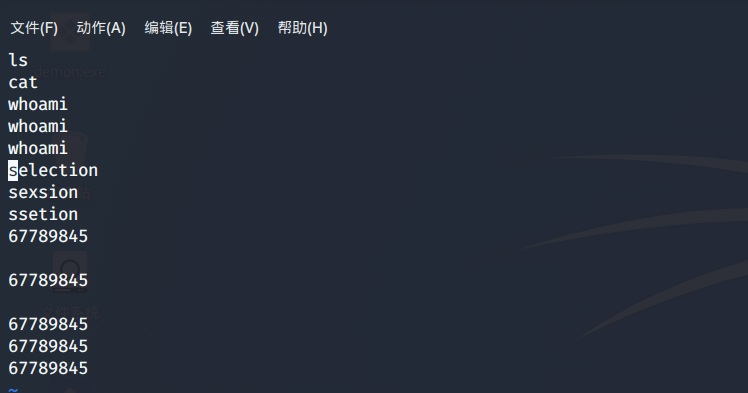 文件(F) 动作(A) 编辑(E) 查看(V) 帮助(H)
ls
cat
whoami
whoami
whoami
selection
sexsion
ssetion
67789845
67789845
67789845
67789845
67789845
~